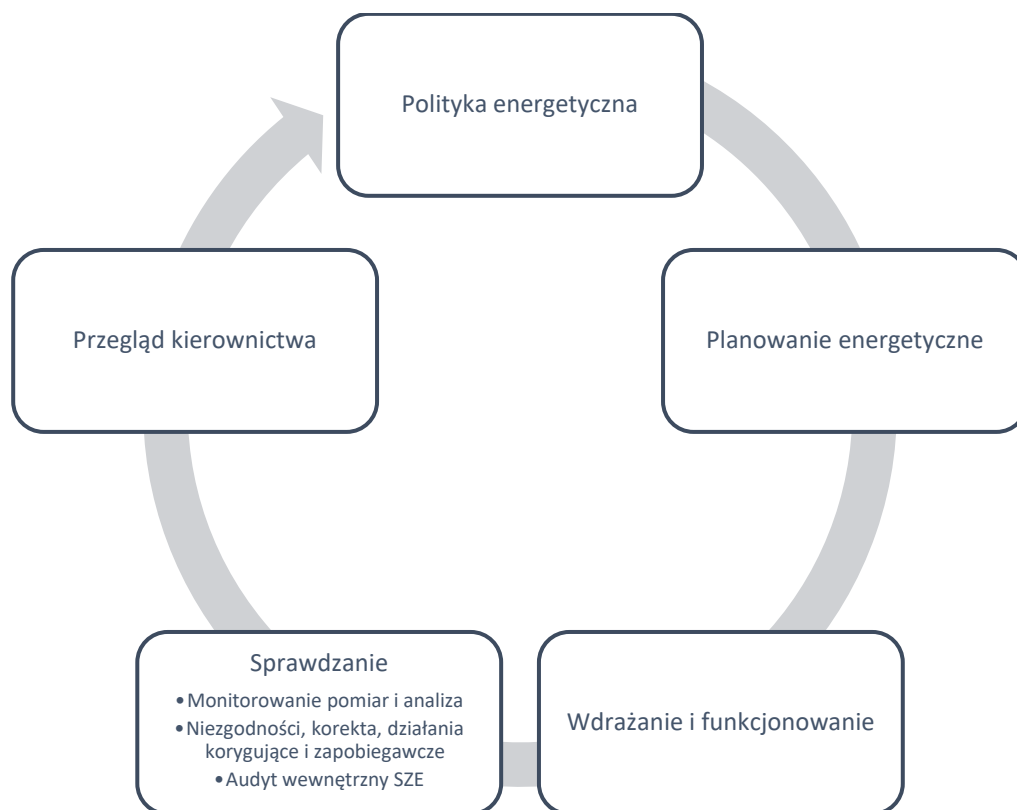 Polityka energetyczna
Przegląd kierownictwa
Planowanie energetyczne
Sprawdzanie
•Monitorowanie pomiar i analiza
•Niezgodności, korekta, działania
korygujące i zapobiegawcze
•Audyt wewnętrzny SZE
Wdrażanie i funkcjonowanie